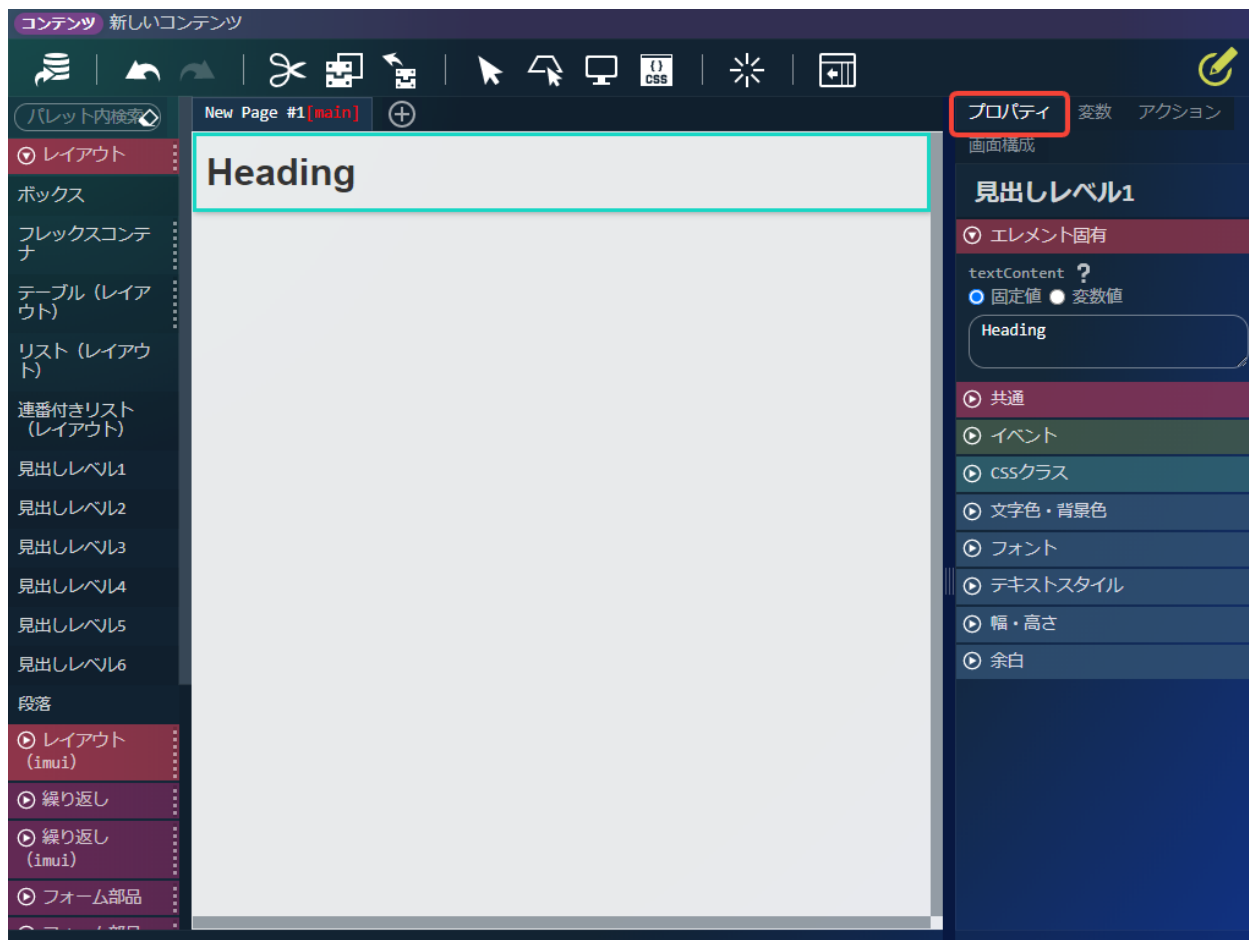 コンテンツ 新しいコンテンツ
{} CSS
パレット内検索
New Page #1[main]
プロパティ 変数 アクション
画面構成
レイアウト
ボックス
フレックスコンテ
ナ
テーブル（レイア
ウト）
リスト（レイアウ
ト）
連番付きリスト
（レイアウト）
見出しレベル1
見出しレベル2
見出しレベル3
見出しレベル4
見出しレベル5
見出しレベル6
段落
レイアウト
（imui）
繰り返し
繰り返し
（imui）
フォーム部品
Heading
見出しレベル1
エレメント固有
textContent ?
固定値 変数値
Heading
共通
イベント
CSSクラス
文字色・背景色
フォント
テキストスタイル
幅・高さ
余白